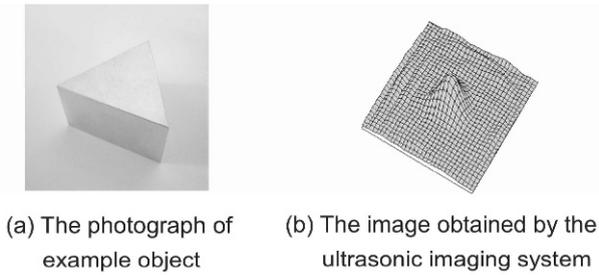 (a) The photograph of
example object
(b) The image obtained by the
ultrasonic imaging system